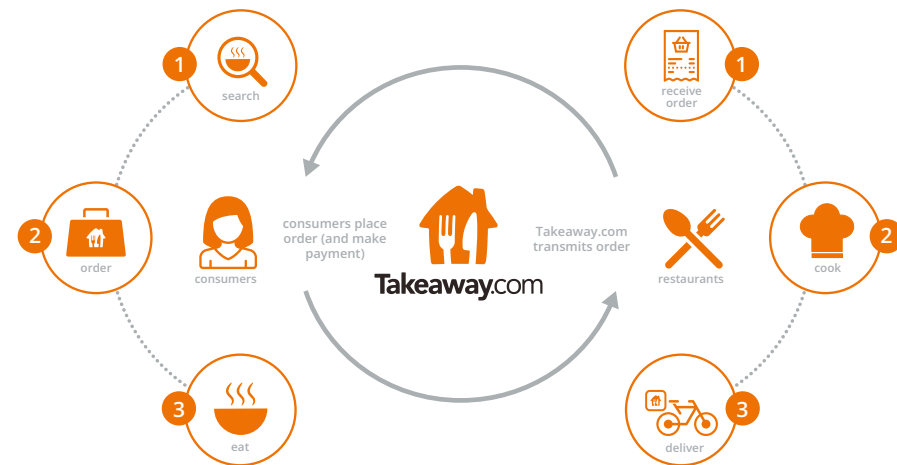 1
search
2
order
3
eat
consumers
consumers place
order (and make
payment)
Takeaway.com
Takeaway.com
transmits order
restaurants
1
receive
order
2
cook
3
deliver